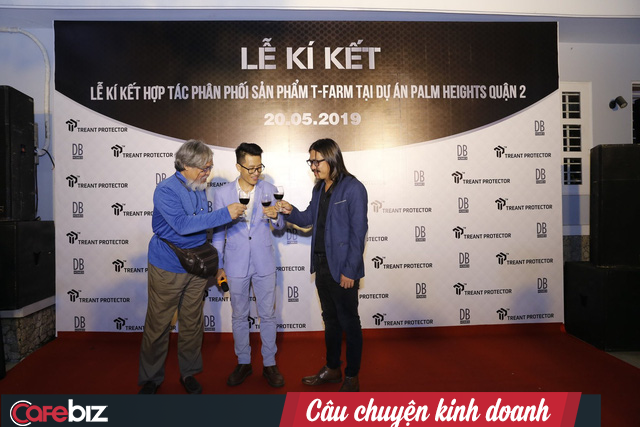 LỄ KÍ KẾT
LỄ KÍ KẾT HỢP TÁC PHÂN PHỐI SẢN PHẨM T-FARM TẠI DỰ ÁN PALM HEIGHTS QUẬN 2
20.05.2019
TREANT PROTECTOR
DB
CafeBiz
Câu chuyện kinh doanh